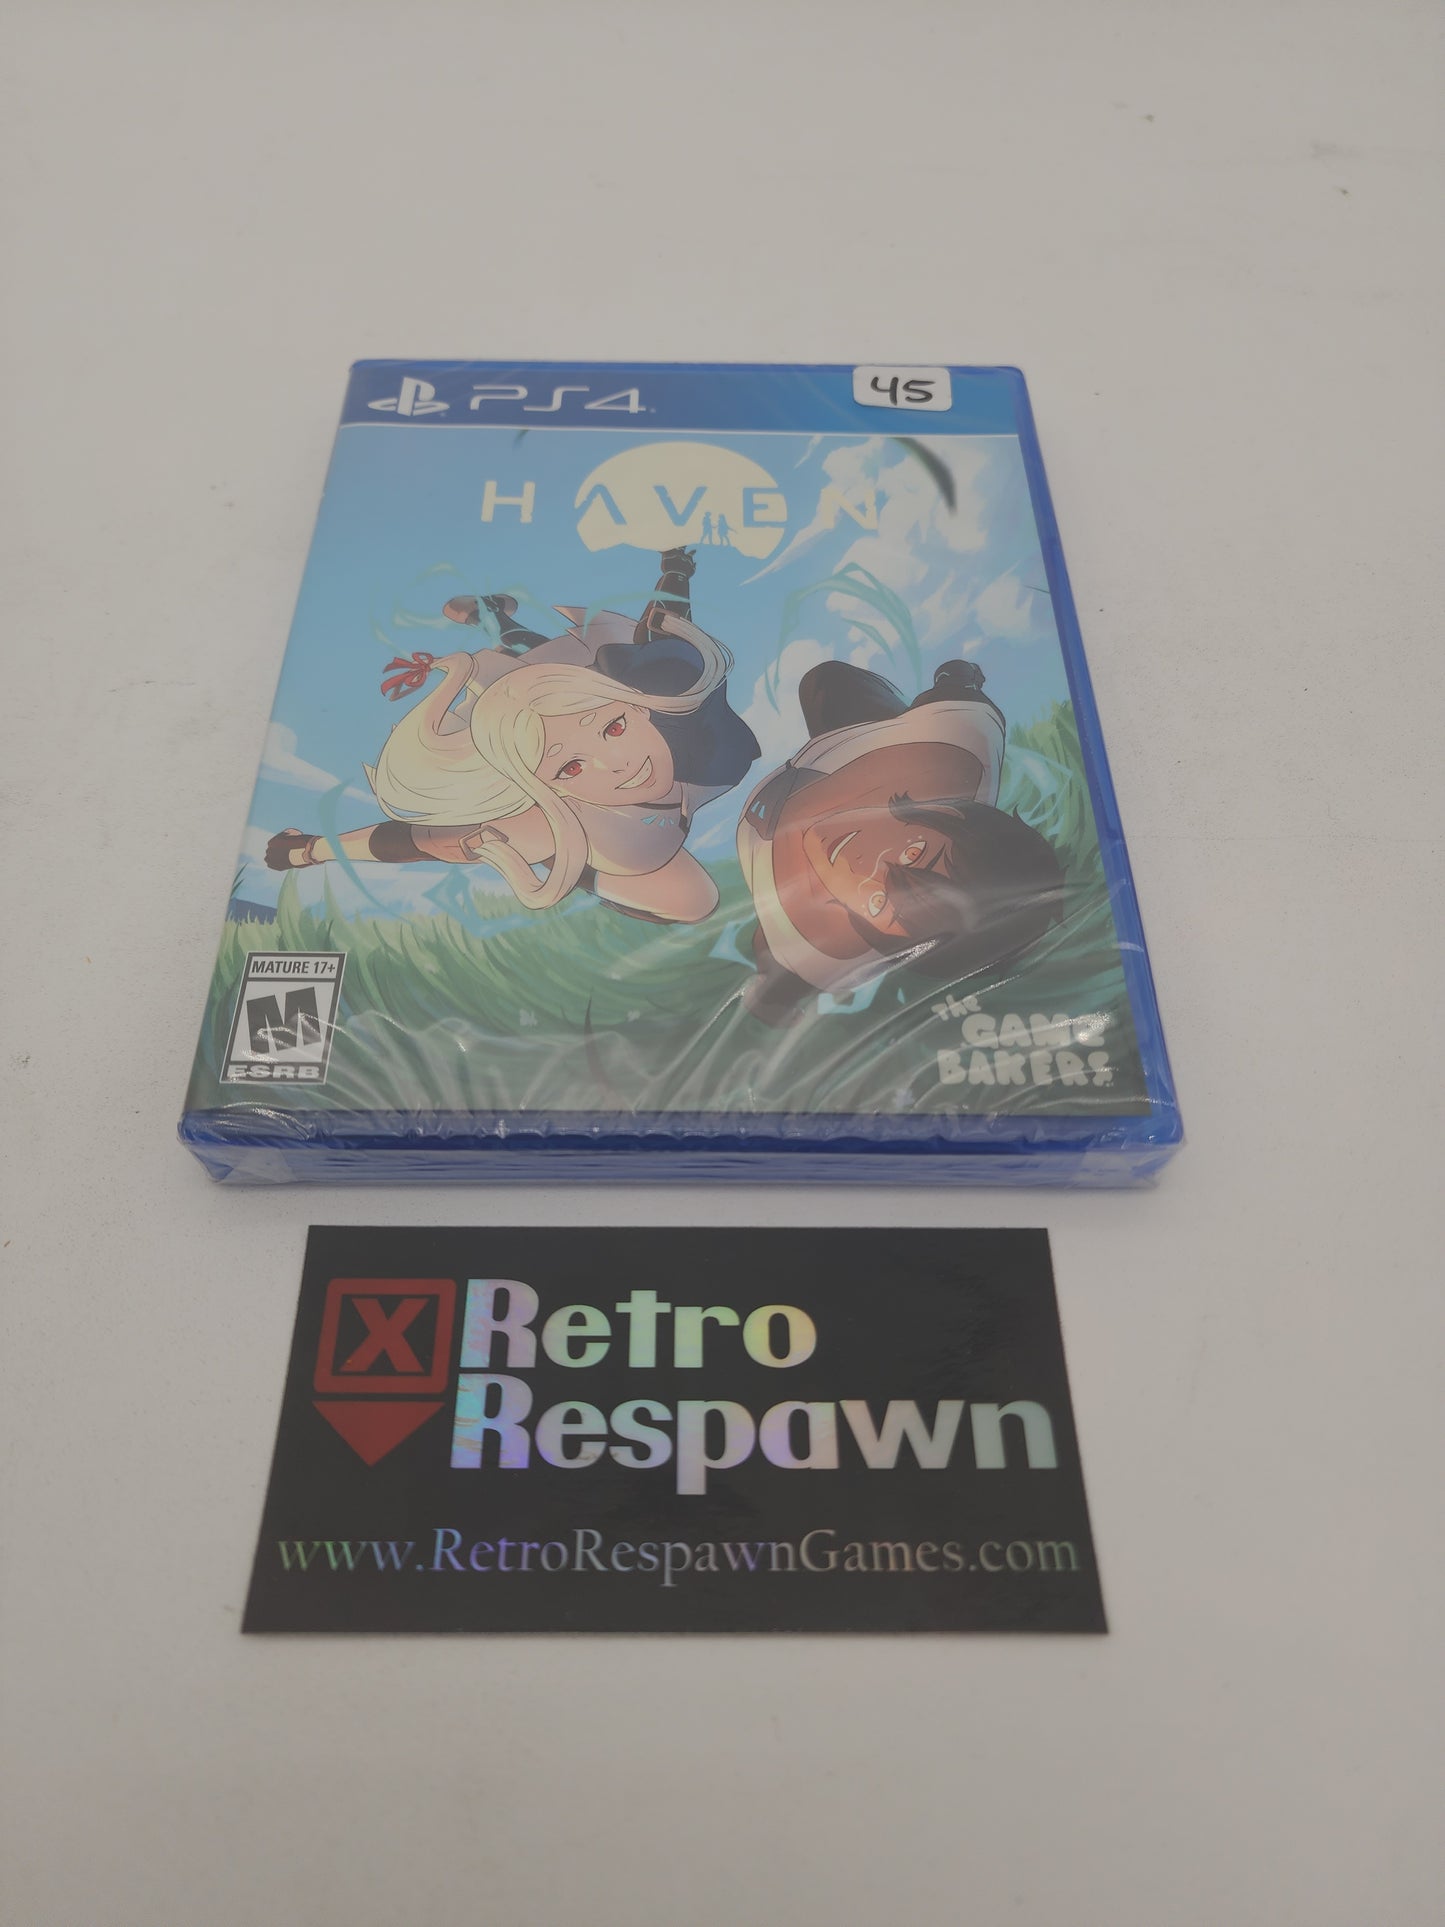 PS4
45
HAVEN
MATURE 17+
M
ESRB
The
GAME
BAKERS
X
Retro
Respawn
www.RetroRespawnGames.com